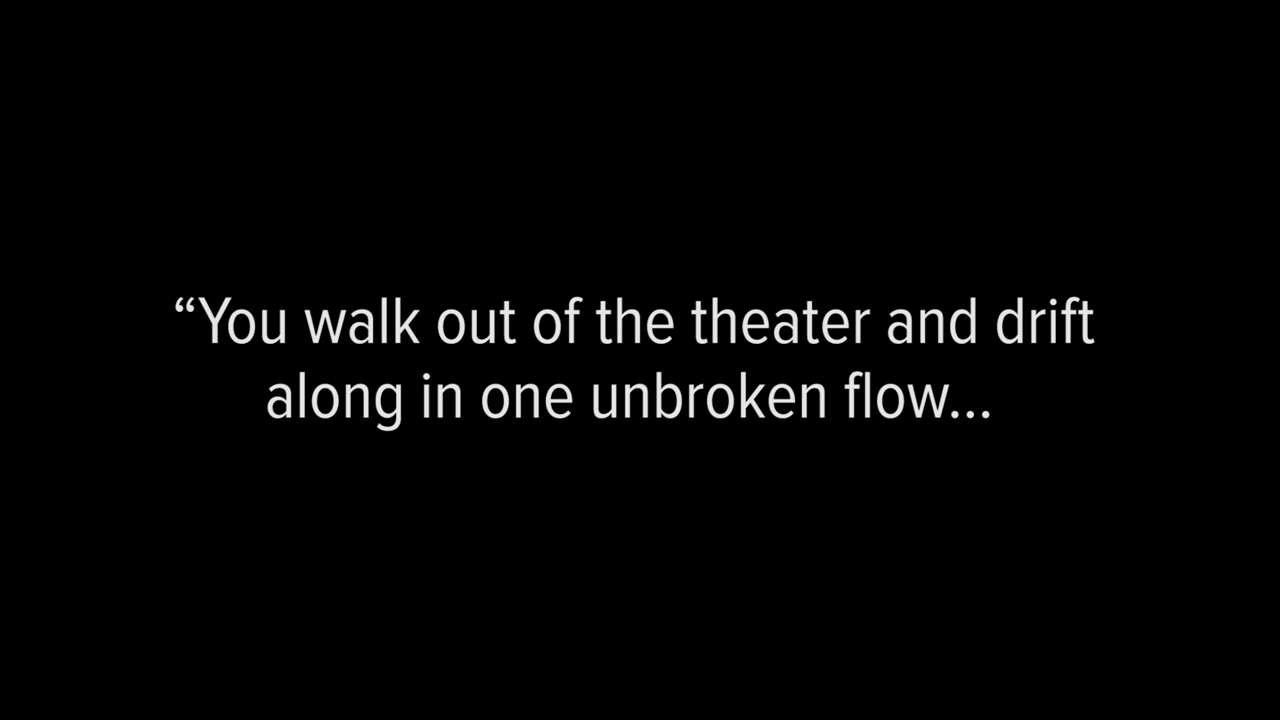 “You walk out of the theater and drift
along in one unbroken flow...